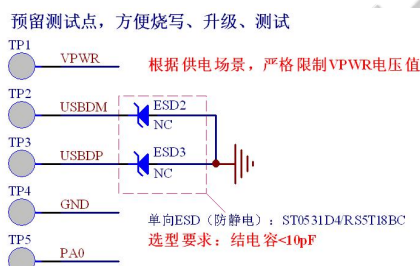 预留测试点，方便烧写、升级、测试
TP1
VPWR
根据供电场景，严格限制VPWR电压值
TP2
USBDM
ESD2
NC
TP3
USBDP
ESD3
NC
TP4
GND
单向ESD（防静电）：ST0531D4/RS5T18BC
TP5
PA0
选型要求：结电容<10pF